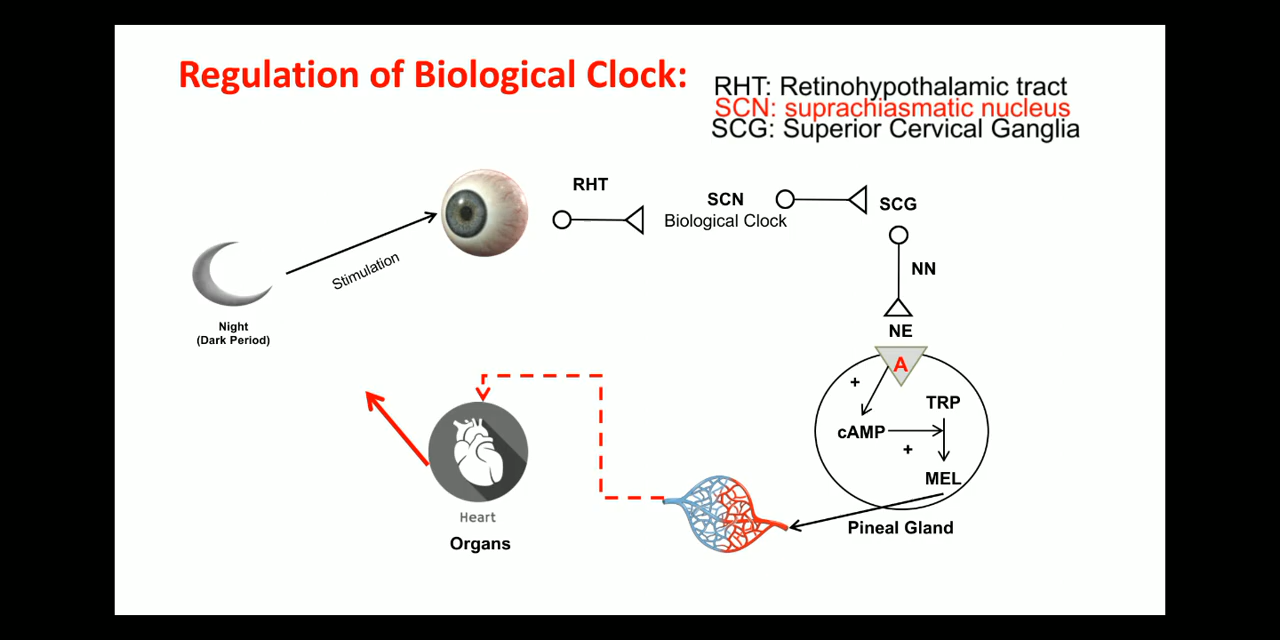 Regulation of Biological Clock:
RHT: Retinohypothalamic tract
SCN: suprachiasmatic nucleus
SCG: Superior Cervical Ganglia
RHT
SCN
Biological Clock
SCG
Stimulation
NN
Night
(Dark Period)
NE
A
+
TRP
cAMP
+
MEL
Heart
Pineal Gland
Organs